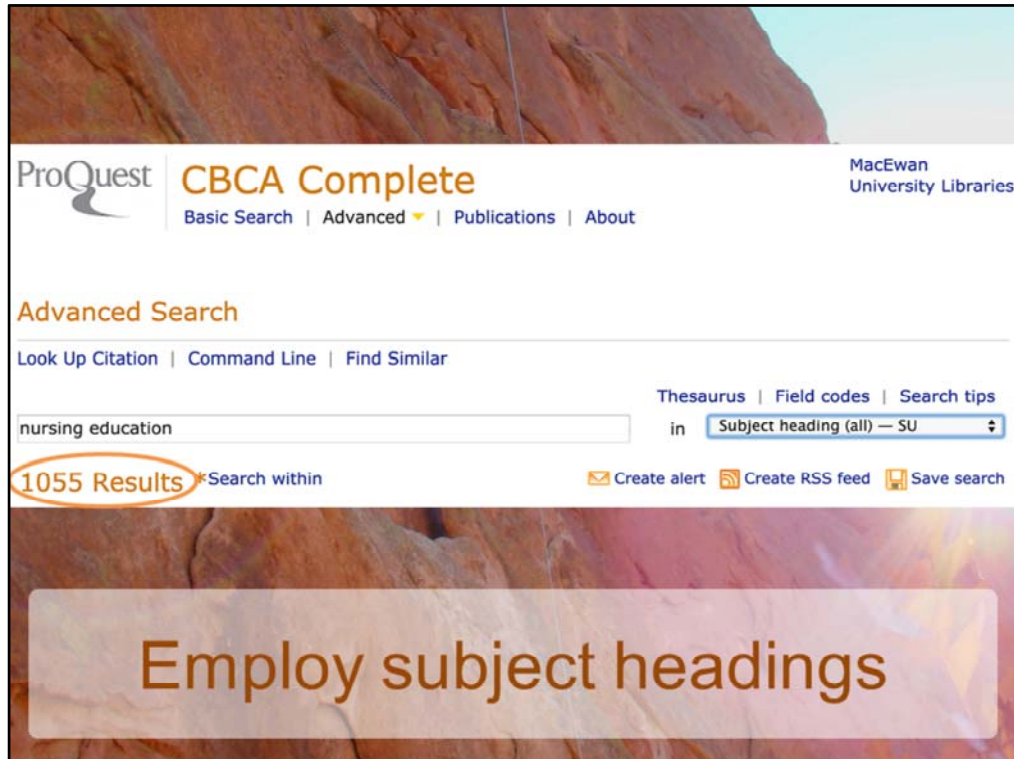 ProQuest
CBCA Complete
MacEwan
University Libraries
Basic Search | Advanced | Publications | About
Advanced Search
Look Up Citation | Command Line | Find Similar
Thesaurus | Field codes | Search tips
nursing education in Subject heading (all) — SU
1055 Results *Search within Create alert Create RSS feed Save search
Employ subject headings